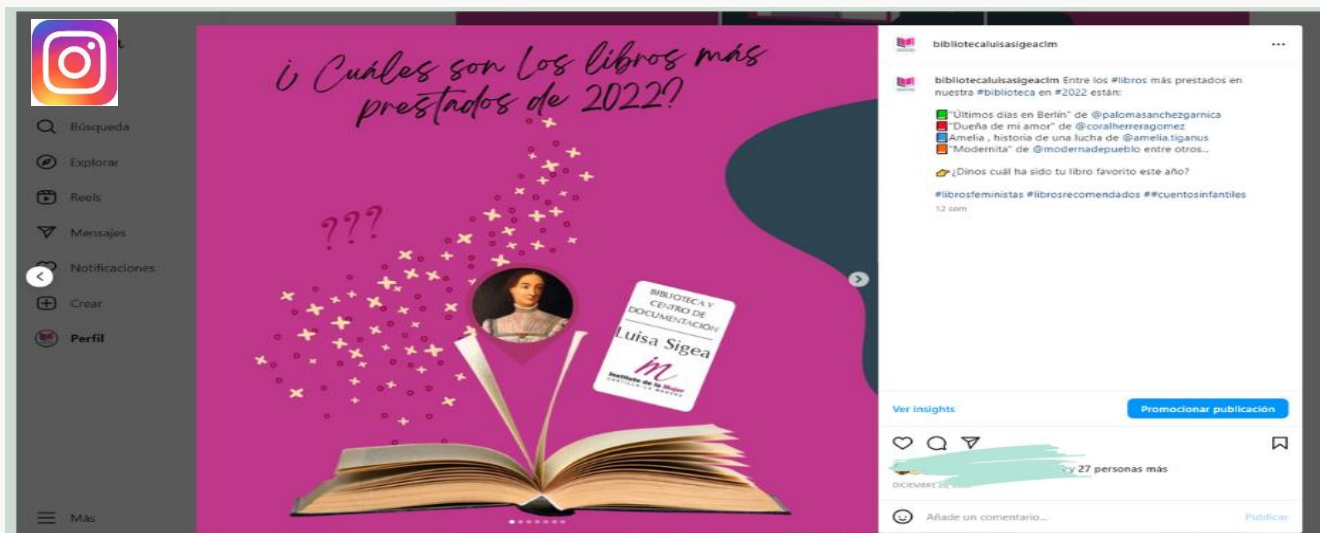 Búsqueda
Explorar
Reels
Mensajes
Notificaciones
Crear
Perfil
Más
¿Cuáles son los libros más
prestados de 2022?
???
BIBLIOTECA Y
CENTRO DE
DOCUMENTACIÓN
Luisa Sigea
m
Instituto de la Mujer
CASTILLA-LA MANCHA
bibliotecaluisasigeaclm
bibliotecaluisasigeaclm Entre los #libros más prestados en
nuestra #biblioteca en #2022 están:
"Últimos días en Berlín" de @palomasanchezgarnica
"Dueña de mi amor" de @coralherreragomez
Amelia , historia de una lucha de @amelia.tiganus
"Modernita" de @modernadepueblo entre otros...
¿Dinos cuál ha sido tu libro favorito este año?
#librosfeministas #librosrecomendados ##cuentosinfantiles
12 sem
Ver insights
Promocionar publicación
y 27 personas más
DICIEMBRE
Añade un comentario...
Publicar